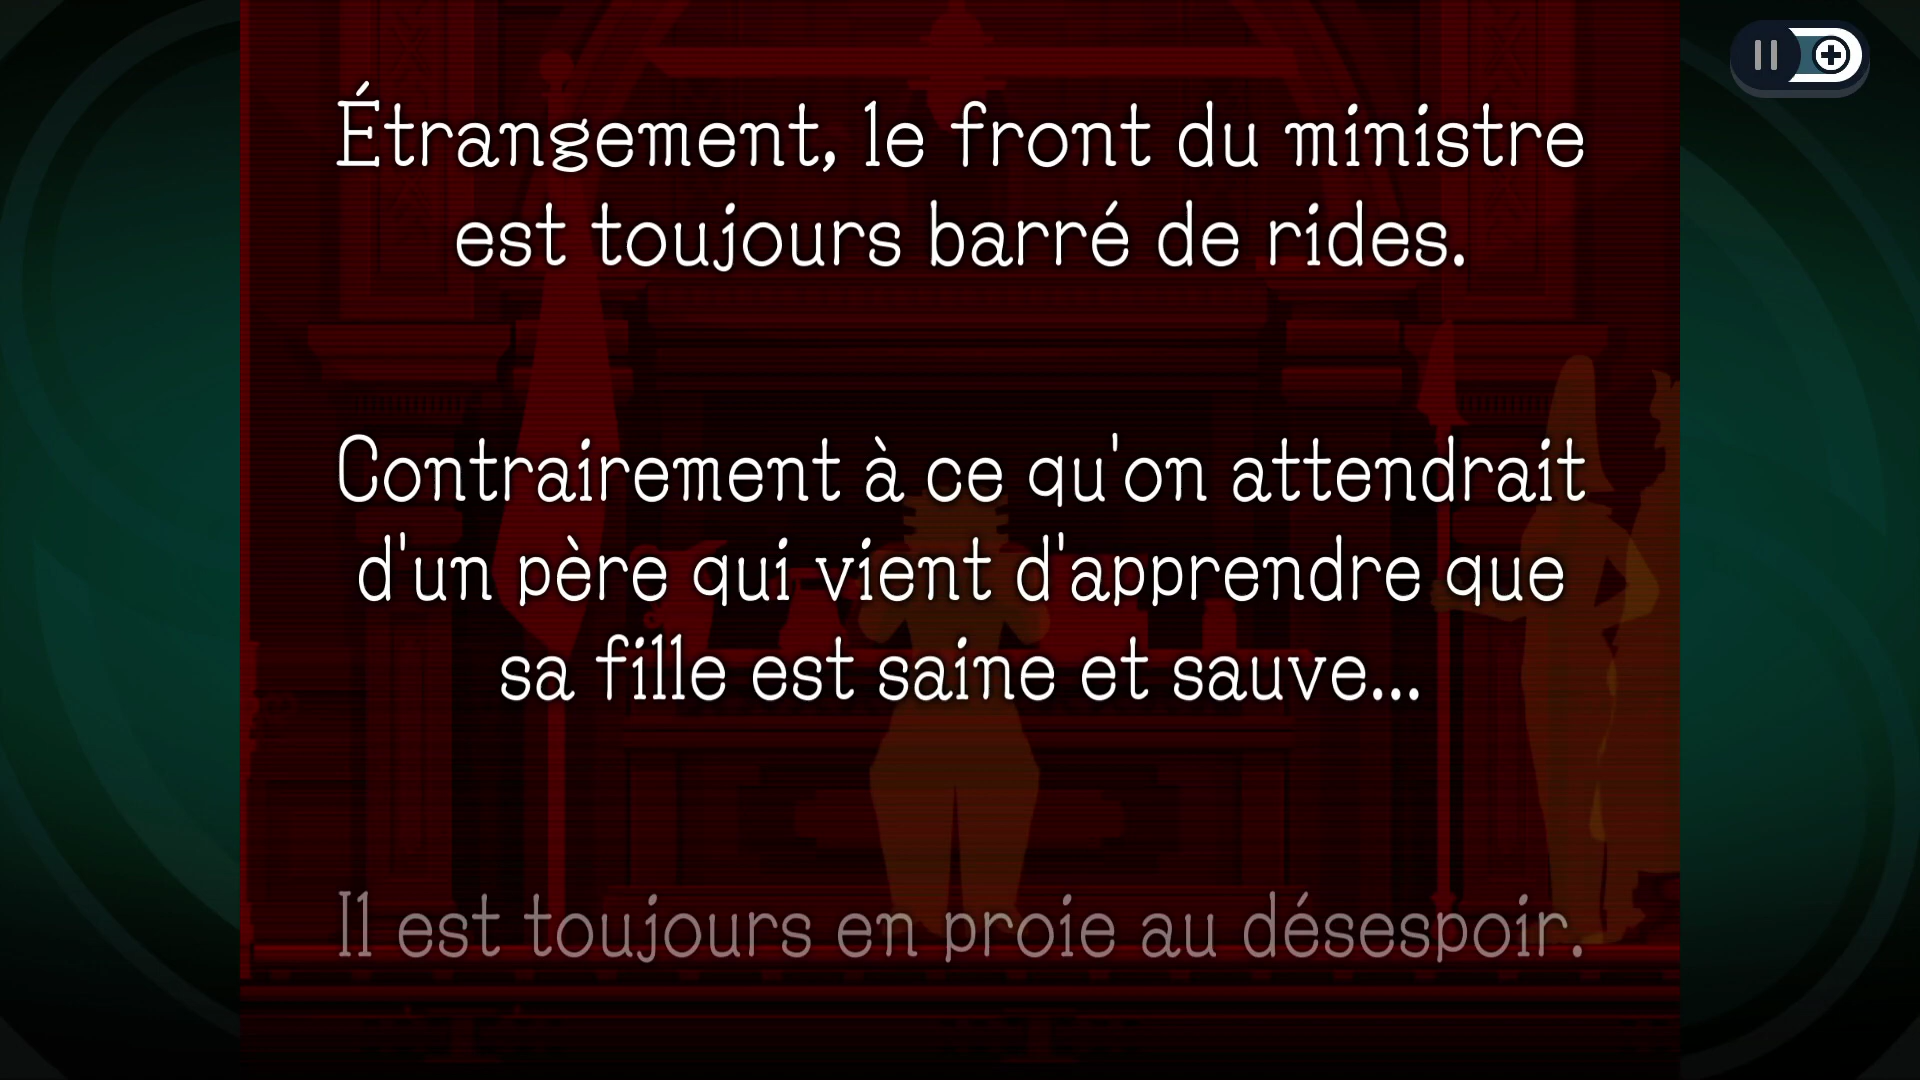 Étrangement, le front du ministre
est toujours barré de rides.
Contrairement à ce qu'on attendrait
d'un père qui vient d'apprendre que
sa fille est saine et sauve...
Il est toujours en proie au désespoir.